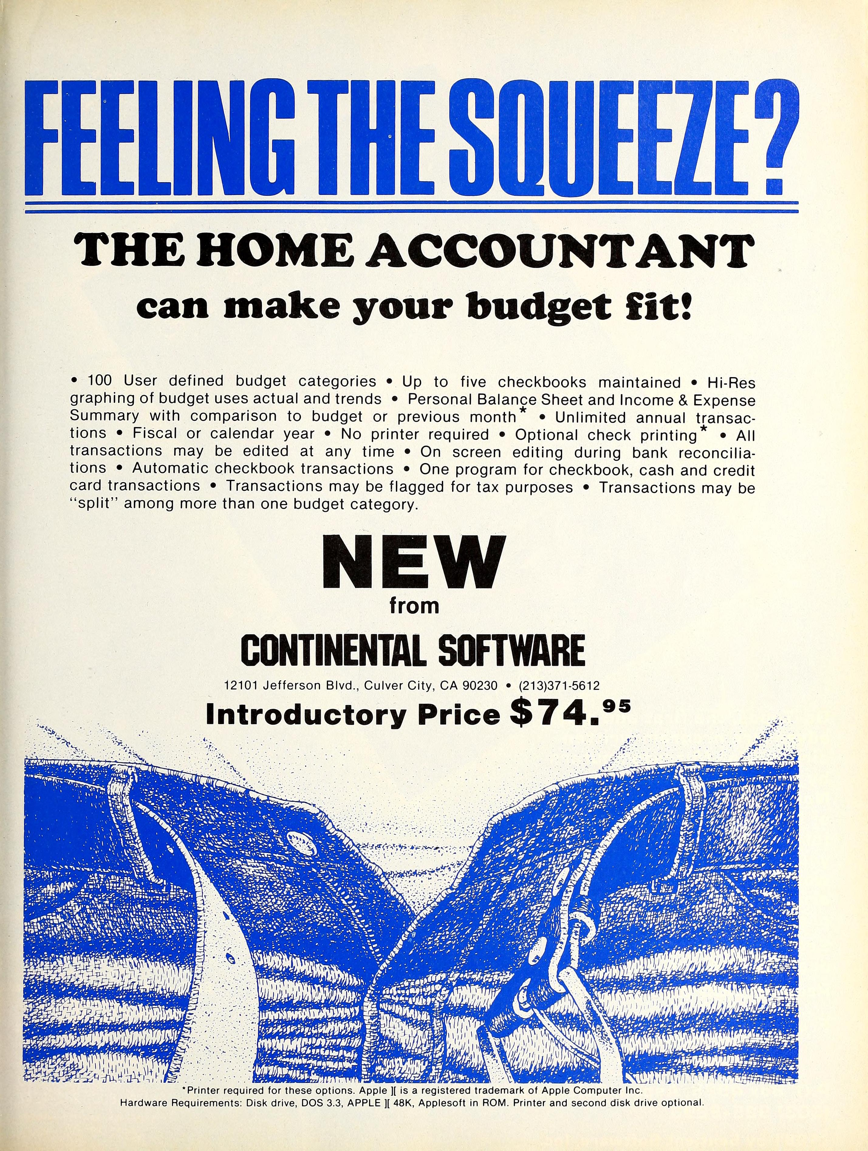 FEELING THE SQUEEZE?
THE HOME ACCOUNTANT
can make your budget fit!
• 100 User defined budget categories • Up to five checkbooks maintained • Hi-Res
graphing of budget uses actual and trends • Personal Balance Sheet and Income & Expense
Summary with comparison to budget or previous month* • Unlimited annual transac-
tions • Fiscal or calendar year • No printer required • Optional check printing* • All
transactions may be edited at any time • On screen editing during bank reconcilia-
tions • Automatic checkbook transactions • One program for checkbook, cash and credit
card transactions • Transactions may be flagged for tax purposes • Transactions may be
“split” among more than one budget category.
NEW
from
CONTINENTAL SOFTWARE
12101 Jefferson Blvd., Culver City, CA 90230 • (213)371-5612
Introductory Price $74.95
*Printer required for these options. Apple ][ is a registered trademark of Apple Computer Inc.
Hardware Requirements: Disk drive, DOS 3.3, APPLE ][ 48K, Applesoft in ROM. Printer and second disk drive optional.